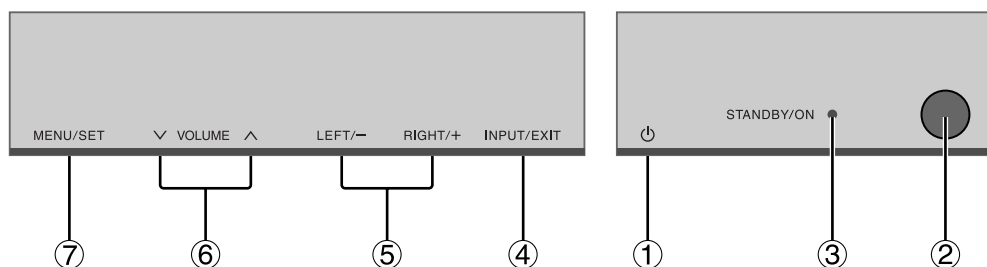 MENU/SET ∨ VOLUME ∧ LEFT/− RIGHT/+ INPUT/EXIT
⑦ ⑥ ⑤ ④
STANDBY/ON
① ③ ②